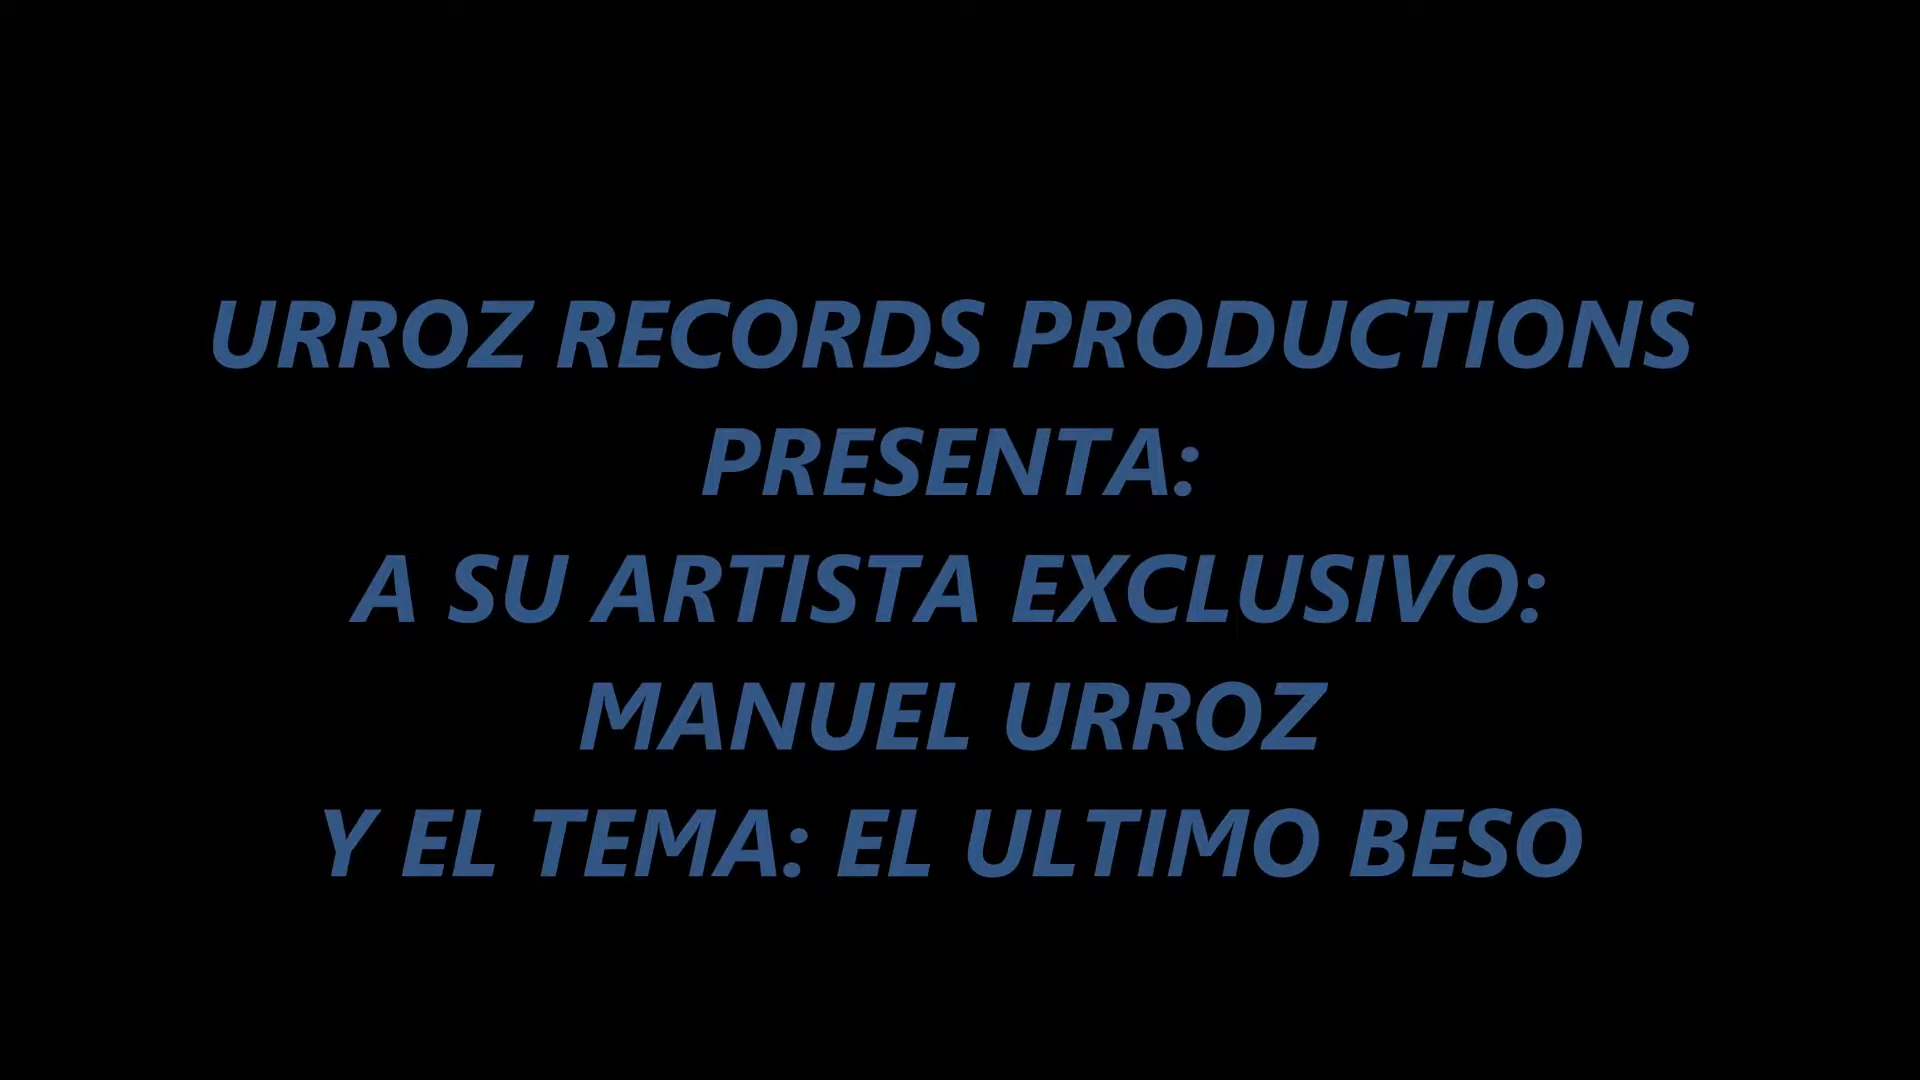 URROZ RECORDS PRODUCTIONS
PRESENTA:
A SU ARTISTA EXCLUSIVO:
MANUEL URROZ
Y EL TEMA: EL ULTIMO BESO